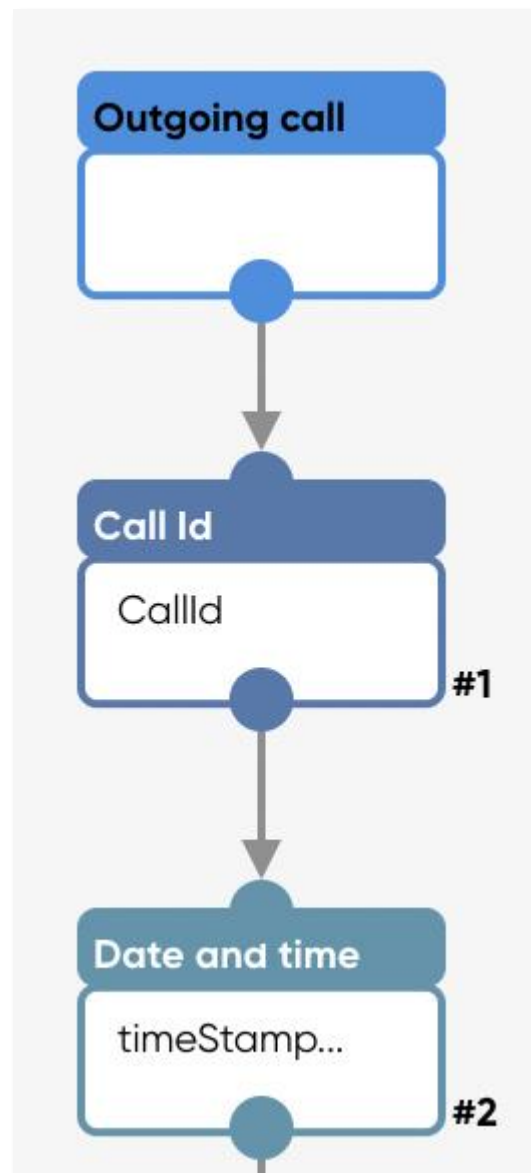 Outgoing call
Call Id
CallId
#1
Date and time
timeStamp...
#2